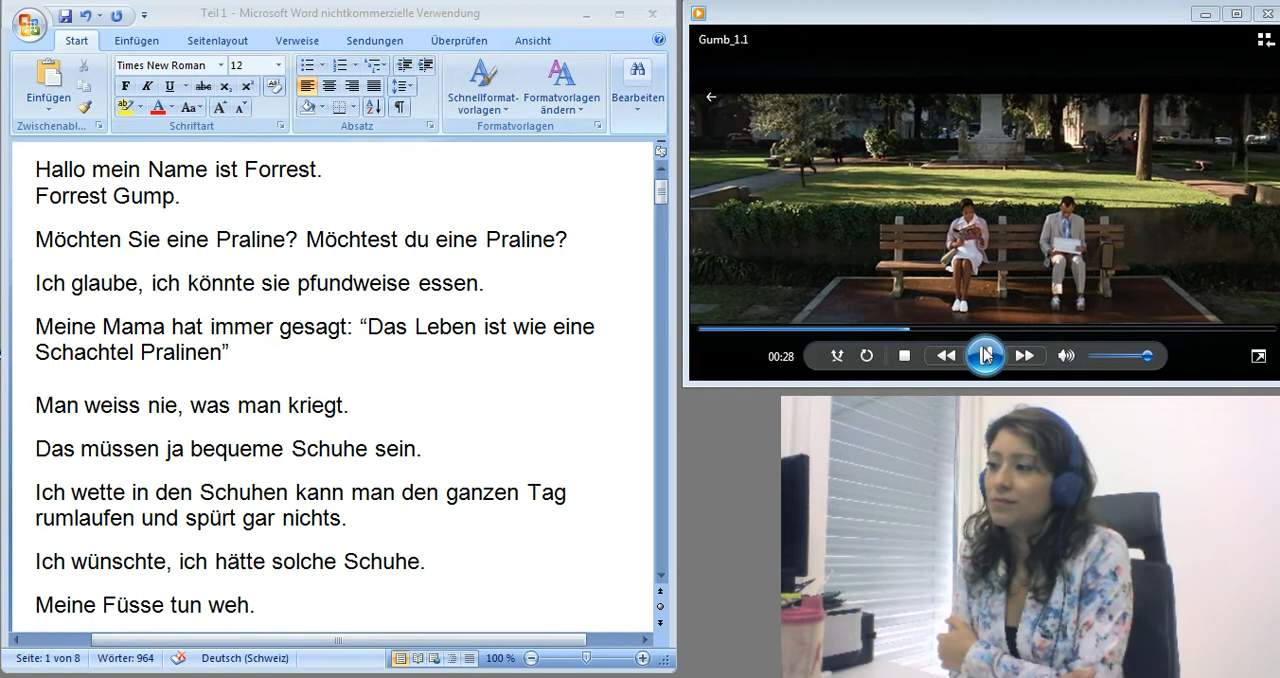 Teil 1 - Microsoft Word nichtkommerzielle Verwendung
Start Einfügen Seitenlayout Verweise Sendungen Überprüfen Ansicht
Times New Roman 12
F K U abc x₂ x²
ab A Aa A A
Einfügen
Schnellformat-
vorlagen
Formatvorlagen
ändern
Bearbeiten
Zwischenabl... Schriftart Absatz Formatvorlagen
Hallo mein Name ist Forrest.
Forrest Gump.
Möchten Sie eine Praline? Möchtest du eine Praline?
Ich glaube, ich könnte sie pfundweise essen.
Meine Mama hat immer gesagt: “Das Leben ist wie eine
Schachtel Pralinen”
Man weiss nie, was man kriegt.
Das müssen ja bequeme Schuhe sein.
Ich wette in den Schuhen kann man den ganzen Tag
rumlaufen und spürt gar nichts.
Ich wünschte, ich hätte solche Schuhe.
Meine Füsse tun weh.
Seite: 1 von 8 Wörter: 964 Deutsch (Schweiz) 100 %
Gumb_1.1
00:28